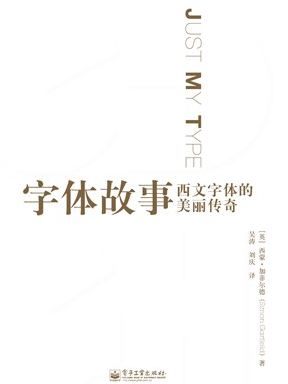 JUST MY TYPE
字体故事
西文字体的
美丽传奇
[英] 西蒙·加菲尔德 (Simon Garfield) 著
吴涛 刘庆 译
电子工业出版社